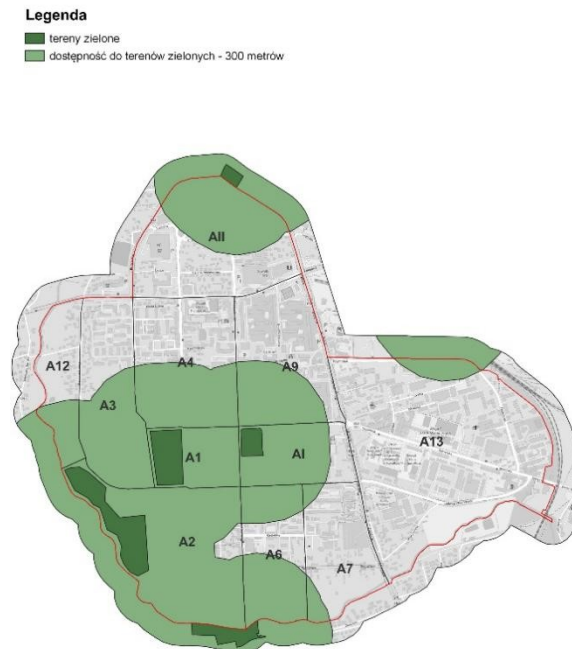 Legenda
tereny zielone
dostępność do terenów zielonych - 300 metrów
AII
A12
A4
A9
A3
A13
A1
AI
A2
A6
A7